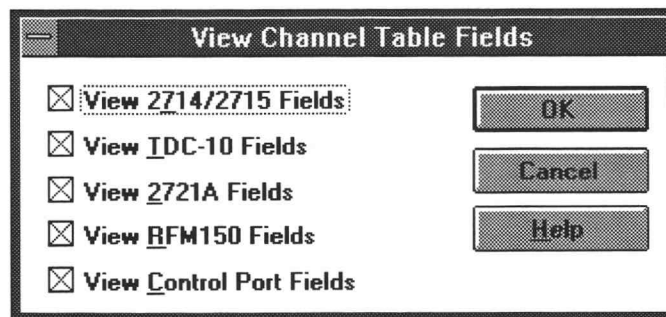 View Channel Table Fields
View 2714/2715 Fields
View TDC-10 Fields
View 2721A Fields
View RFM150 Fields
View Control Port Fields
OK
Cancel
Help